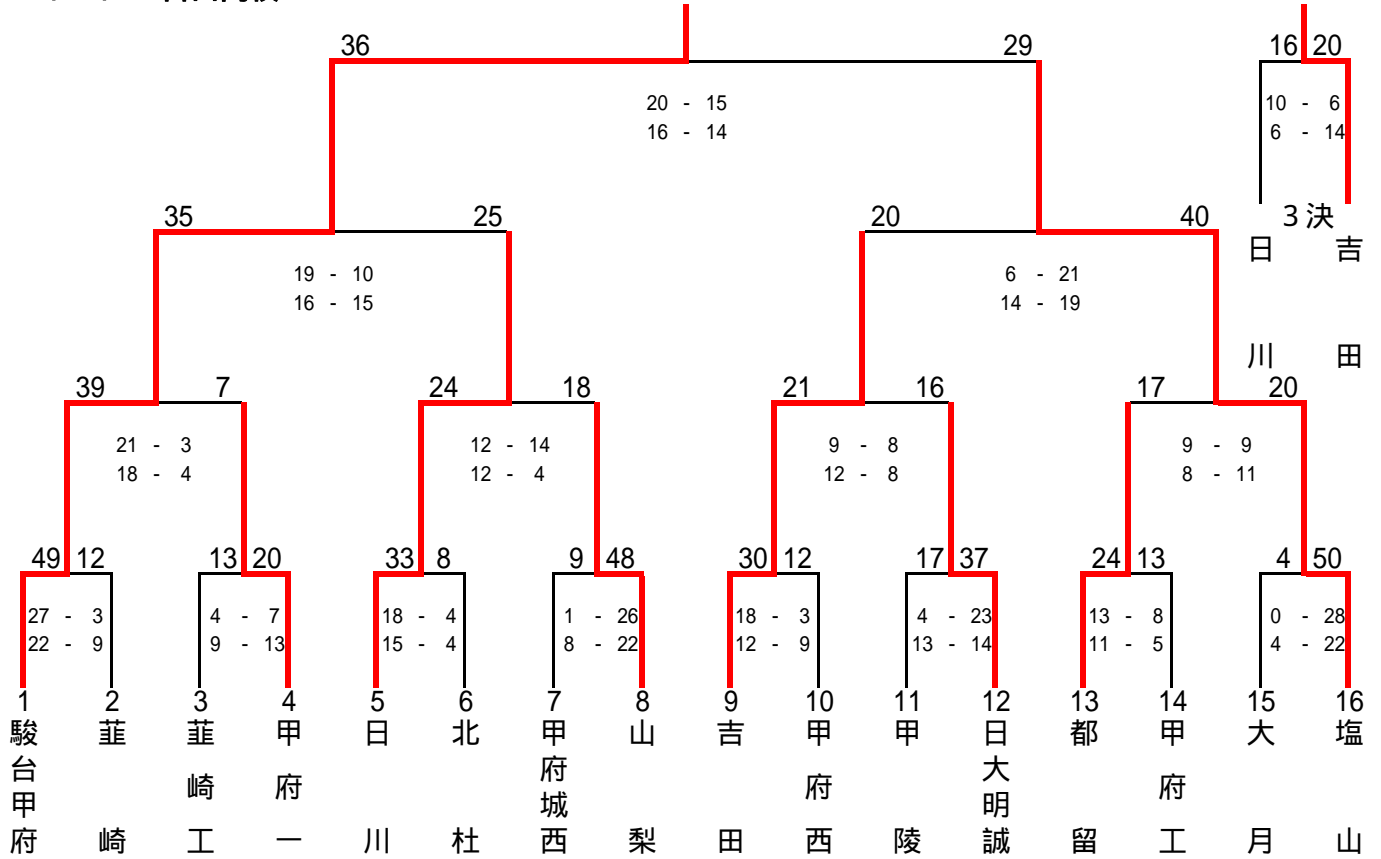 36 29 16 20
20 - 15 10 - 6
16 - 14 6 - 14
35 25 20 40 3決
日川 吉田
19 - 10 6 - 21
16 - 15 14 - 19
39 7 24 18 21 16 17 20
21 - 3 12 - 14 9 - 8 9 - 9
18 - 4 12 - 4 12 - 8 8 - 11
49 12 13 20 33 8 9 48 30 12 17 37 24 13 4 50
27 - 3 4 - 7 18 - 4 1 - 26 18 - 3 4 - 23 13 - 8 0 - 28
22 - 9 9 - 13 15 - 4 8 - 22 12 - 9 13 - 14 11 - 5 4 - 22
1 2 3 4 5 6 7 8 9 10 11 12 13 14 15 16
駿台甲府
韮崎
韮崎工
甲府一
日川
北杜
甲府城西
山梨
吉田
甲府西
甲陵
日大明誠
都留
甲府工
大月
塩山